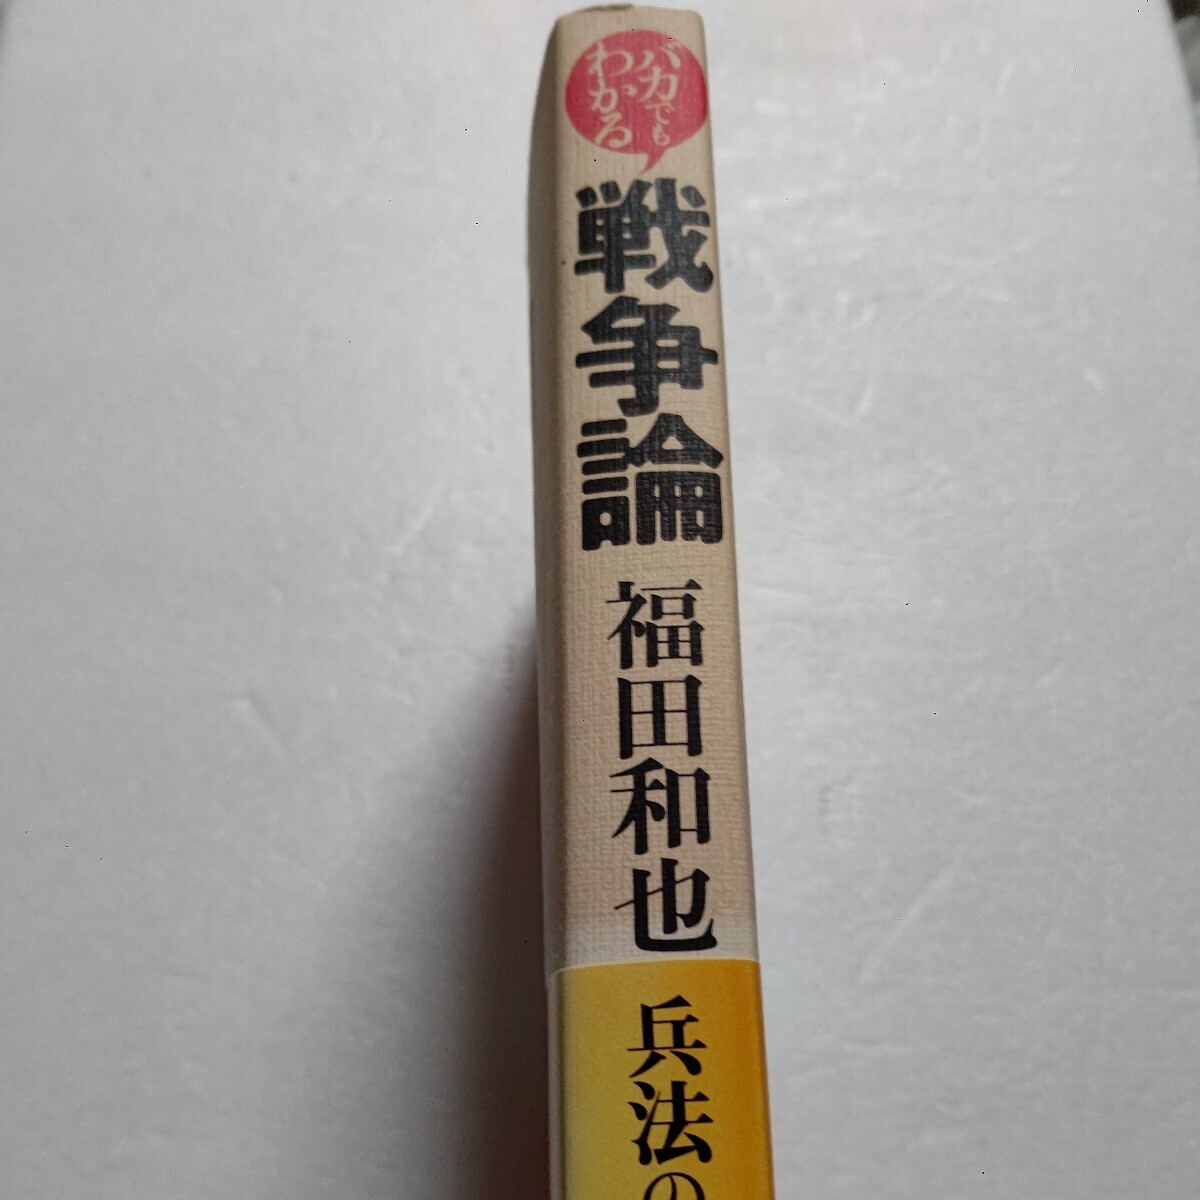 バカでも
わかる
戦争論
福田和也
兵法の